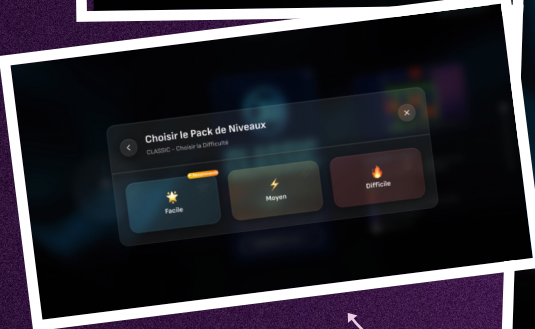 Choisir le Pack de Niveaux
CLASSIC - Choisir la Difficulté
Facile
Moyen
Difficile